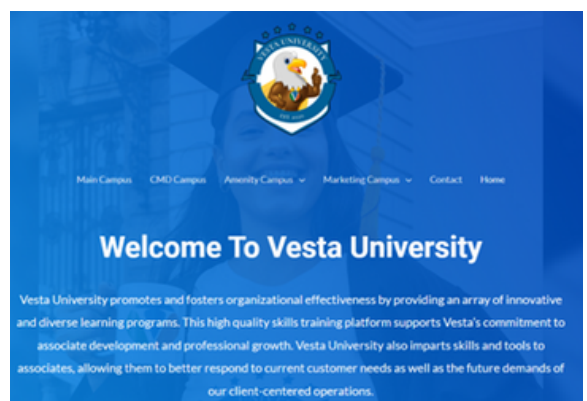 VESTA UNIVERSITY
Main Campus CMD Campus Amenity Campus Marketing Campus Contact Home
Welcome To Vesta University
Vesta University promotes and fosters organizational effectiveness by providing an array of innovative
and diverse learning programs. This high quality skills training platform supports Vesta's commitment to
associate development and professional growth. Vesta University also imparts skills and tools to
associates, allowing them to better respond to current customer needs as well as the future demands of
our client-centered operations.